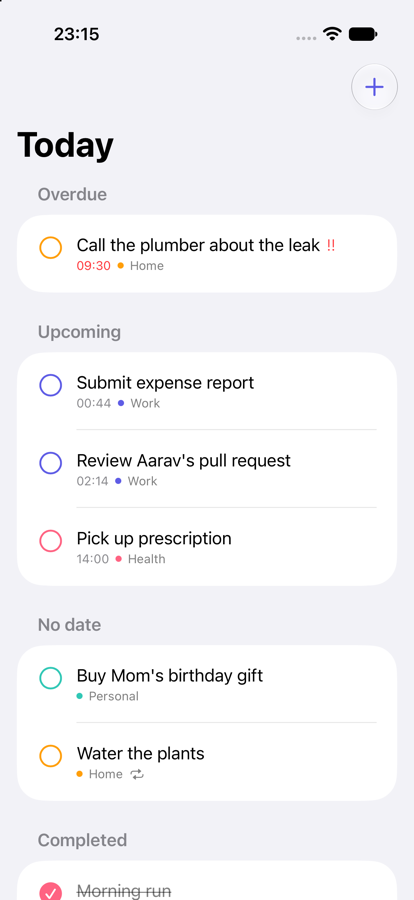 23:15
Today
Overdue
Call the plumber about the leak !!
09:30 Home
Upcoming
Submit expense report
00:44 Work
Review Aarav's pull request
02:14 Work
Pick up prescription
14:00 Health
No date
Buy Mom's birthday gift
Personal
Water the plants
Home
Completed
Morning run